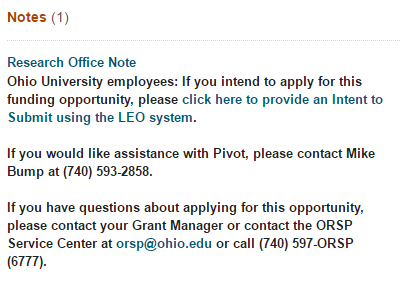 Notes (1)
Research Office Note
Ohio University employees: If you intend to apply for this
funding opportunity, please click here to provide an Intent to
Submit using the LEO system.
If you would like assistance with Pivot, please contact Mike
Bump at (740) 593-2858.
If you have questions about applying for this opportunity,
please contact your Grant Manager or contact the ORSP
Service Center at orsp@ohio.edu or call (740) 597-ORSP
(6777).